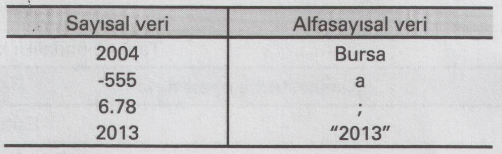 Sayısal veri Alfasayısal veri
2004 Bursa
-555 a
6.78 ;
2013 “2013”